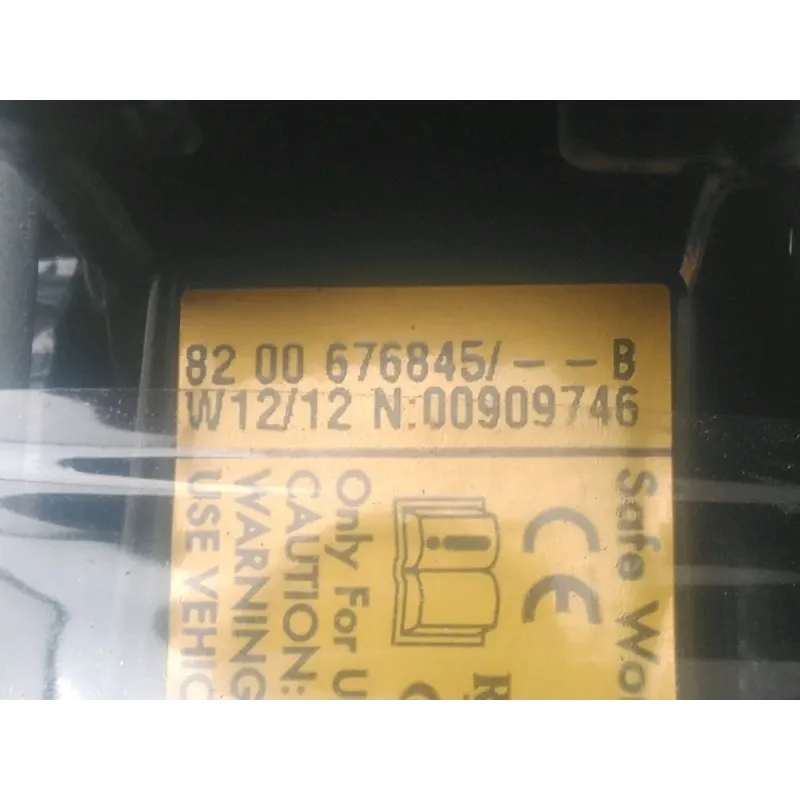 82 00 676845/--B
W12/12 N:00909746
Safe Wo
CE
i
Only For U
CAUTION:
WARNING
USE VEHIC